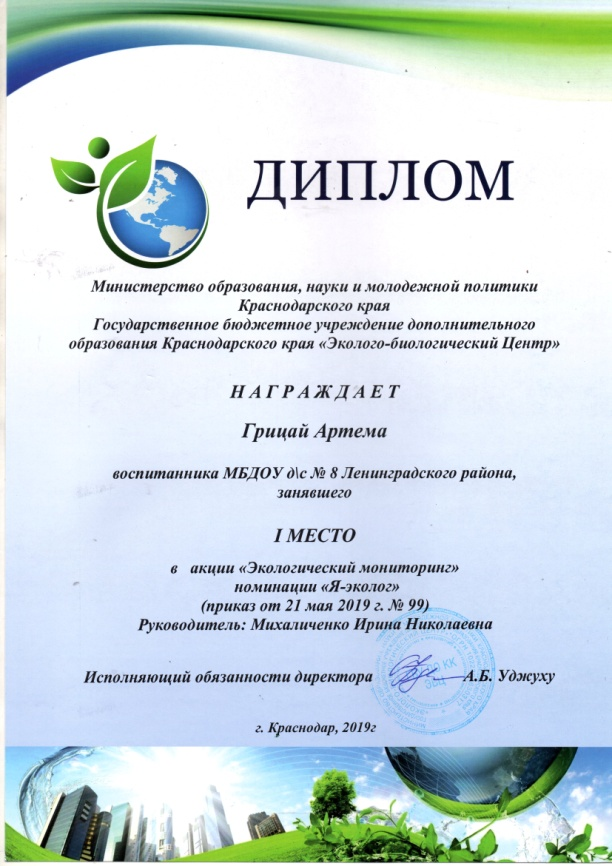 ДИПЛОМ
Министерство образования, науки и молодежной политики
Краснодарского края
Государственное бюджетное учреждение дополнительного
образования Краснодарского края «Эколого-биологический Центр»
Н А Г Р А Ж Д А Е Т
Грицай Артема
воспитанника МБДОУ д\с № 8 Ленинградского района,
занявшего
I МЕСТО
в акции «Экологический мониторинг»
номинации «Я-эколог»
(приказ от 21 мая 2019 г. № 99)
Руководитель: Михаличенко Ирина Николаевна
Исполняющий обязанности директора А.Б. Уджуху
г. Краснодар, 2019г